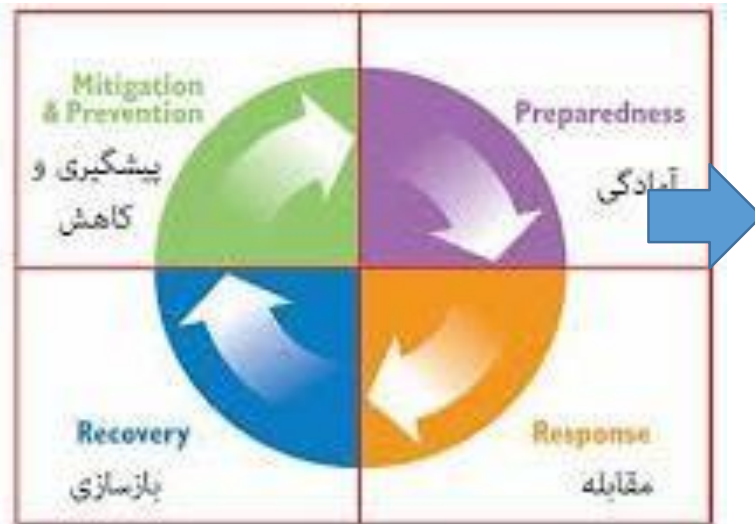 Mitigation
& Prevention
پیشگیری و
کاهش
Preparedness
آمادگی
Recovery
بازسازی
Response
مقابله